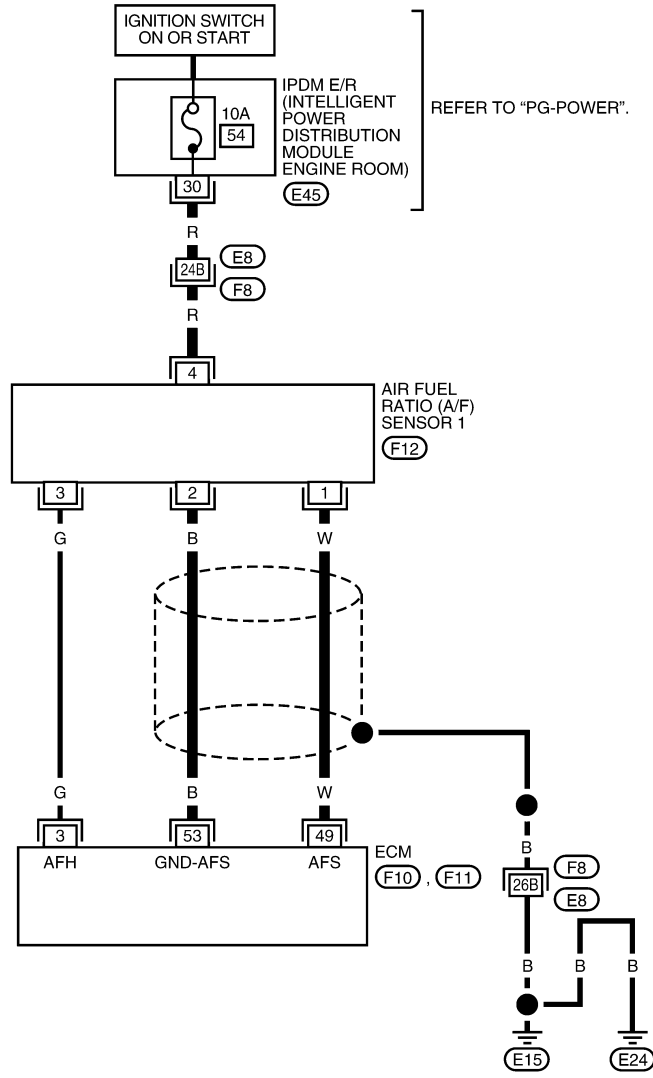 IGNITION SWITCH
ON OR START
IPDM E/R
(INTELLIGENT
POWER
DISTRIBUTION
MODULE
ENGINE ROOM)
10A
54
REFER TO “PG-POWER”.
30
E45
R
24B
E8
F8
R
4
AIR FUEL
RATIO (A/F)
SENSOR 1
F12
3
2
1
G
B
W
G
B
W
3
53
49
AFH
GND-AFS
AFS
ECM
F10 , F11
B
26B
F8
E8
B
B
B
E15
E24